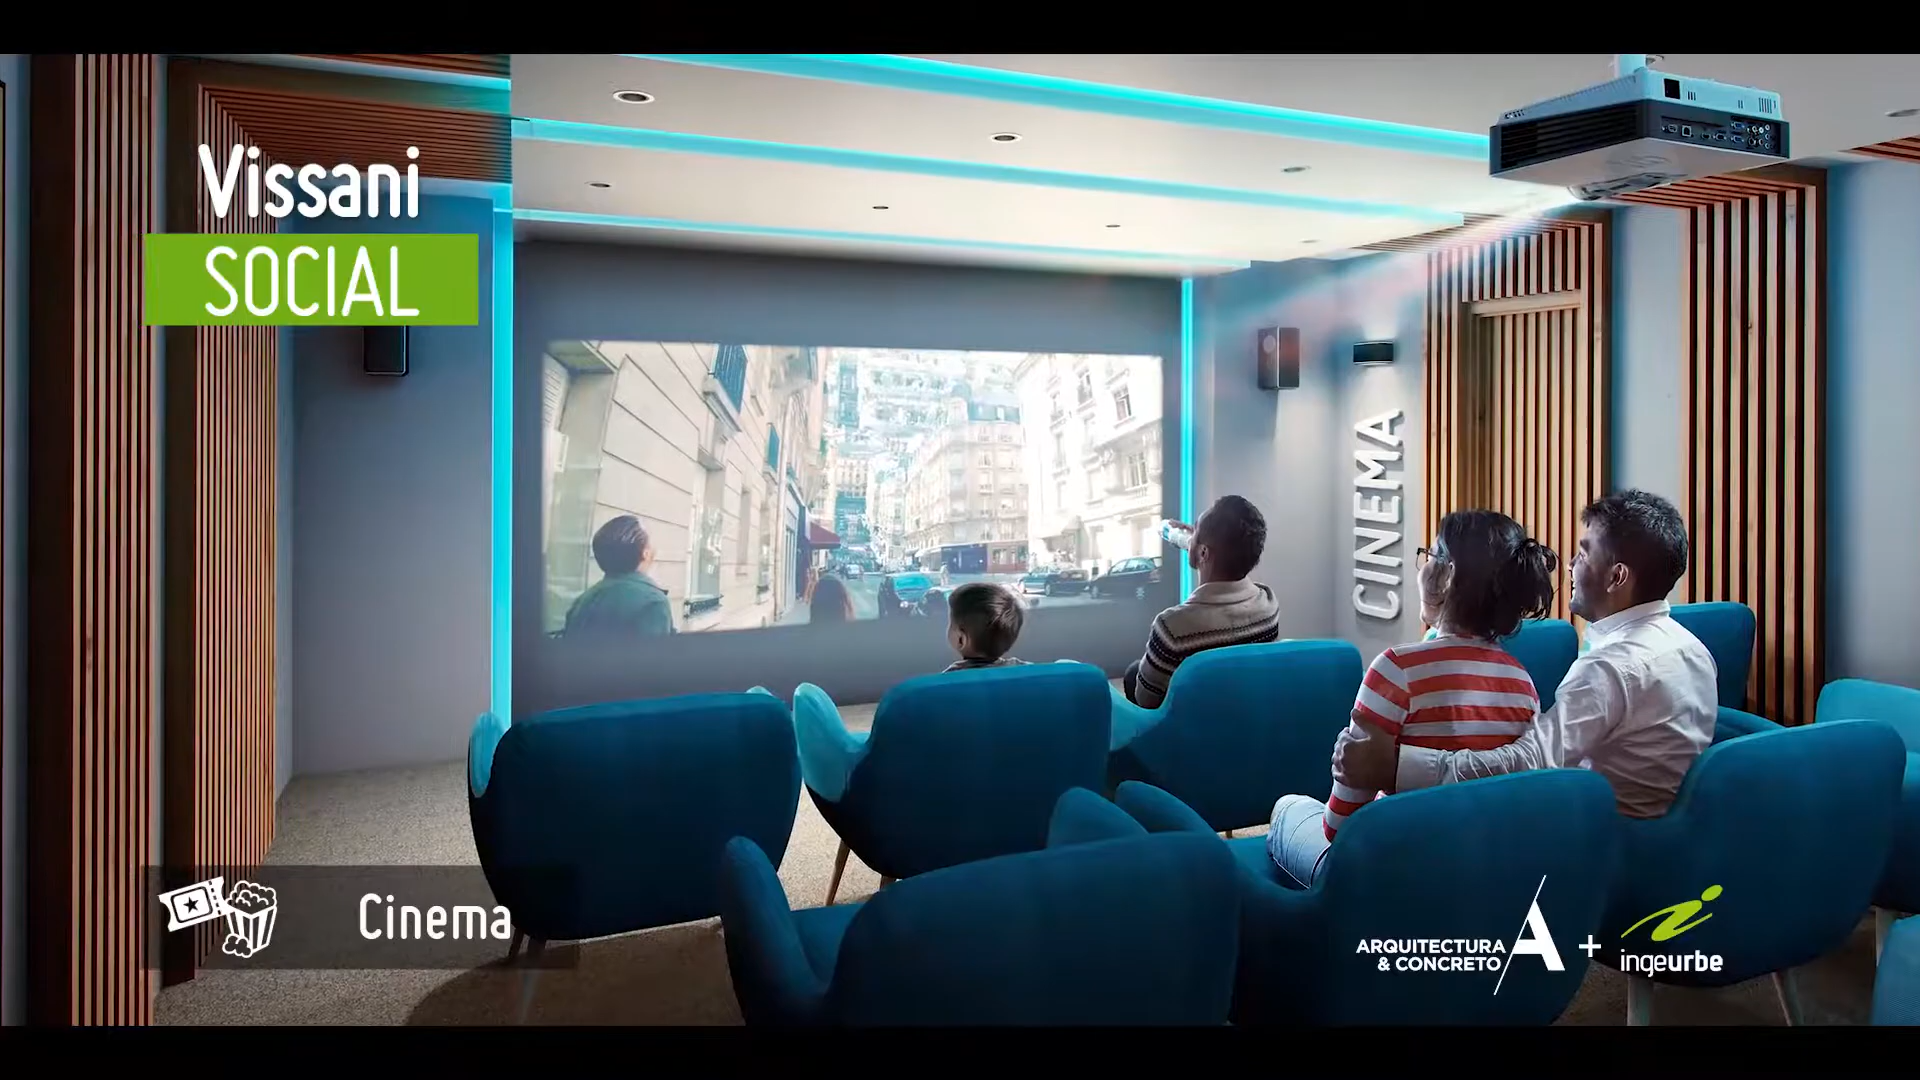 Vissani
SOCIAL
CINEMA
Cinema
ARQUITECTURA
& CONCRETO
A
+
ingeurbe